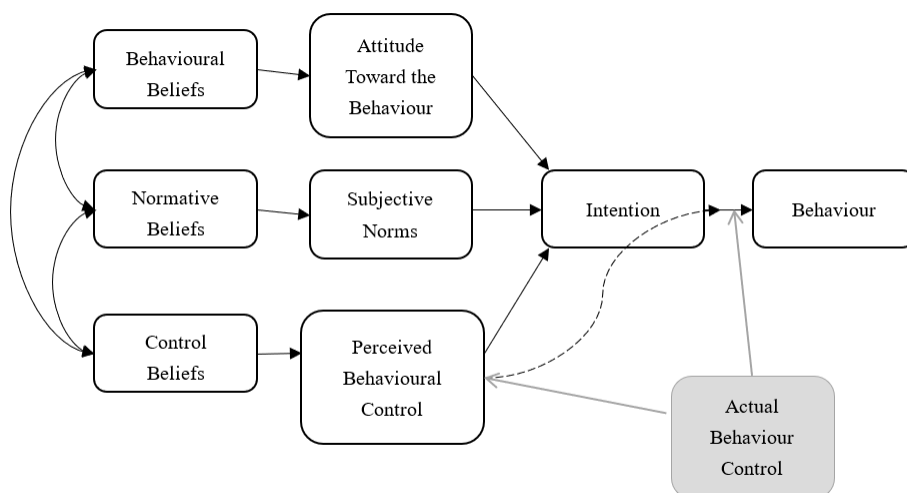 Behavioural
Beliefs
Attitude
Toward the
Behaviour
Normative
Beliefs
Subjective
Norms
Intention
Behaviour
Control
Beliefs
Perceived
Behavioural
Control
Actual
Behaviour
Control